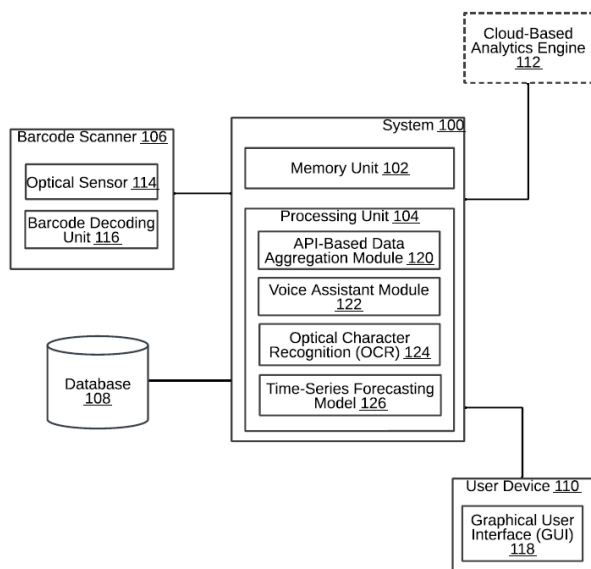 Cloud-Based
Analytics Engine
112
System 100
Barcode Scanner 106
Optical Sensor 114
Barcode Decoding
Unit 116
Memory Unit 102
Processing Unit 104
API-Based Data
Aggregation Module 120
Voice Assistant Module
122
Optical Character
Recognition (OCR) 124
Time-Series Forecasting
Model 126
Database
108
User Device 110
Graphical User
Interface (GUI)
118